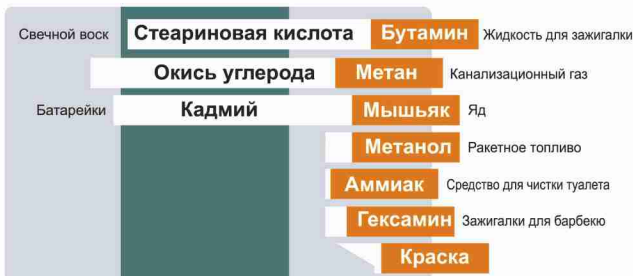 Свечной воск Стеариновая кислота Бутамин Жидкость для зажигалки
Окись углерода Метан Канализационный газ
Батарейки Кадмий Мышьяк Яд
Метанол Ракетное топливо
Аммиак Средство для чистки туалета
Гексамин Зажигалки для барбекю
Краска